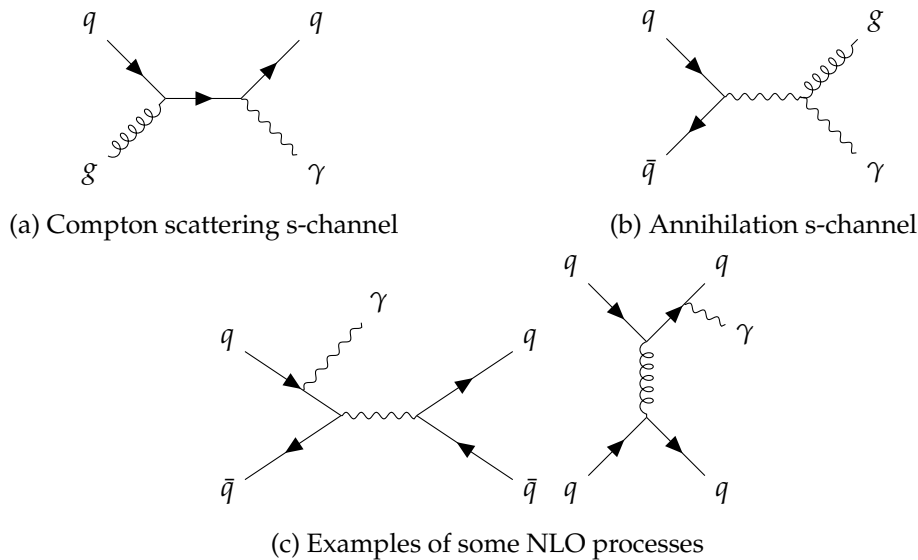 q q
g γ
(a) Compton scattering s-channel
q g
q̄ γ
(b) Annihilation s-channel
γ
q q
q̄ q̄
q q
γ
q q
(c) Examples of some NLO processes